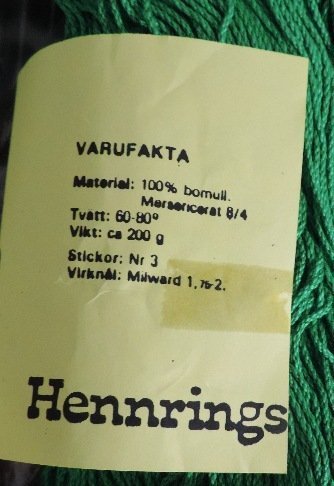 VARUFAKTA
Material: 100% bomull.
Mersericerat 8/4
Tvätt: 60-80°
Vikt: ca 200 g
Stickor: Nr 3
Virknål: Milward 1,75-2.
Hennrings